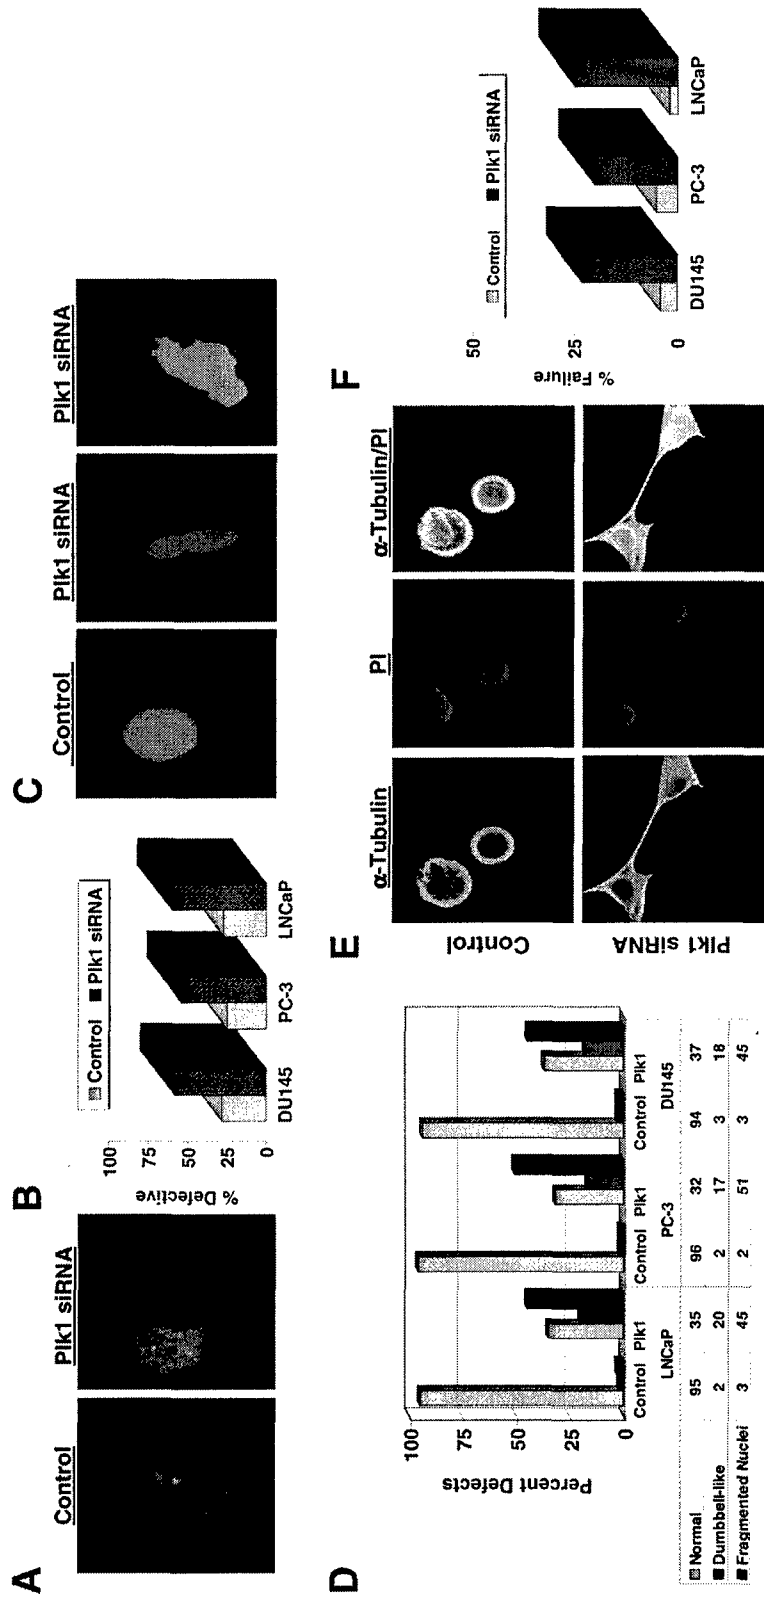 A
Control
Plk1 siRNA
B
Control Plk1 siRNA
% Defective
100
75
50
25
0
DU145 PC-3 LNCaP
C
Control
Plk1 siRNA
Plk1 siRNA
D
Percent Defects
100
75
50
25
0
Control Plk1 Control Plk1 Control Plk1
LNCaP PC-3 DU145
Normal 95 35 96 32 94 37
Dumbbell-like 2 20 2 17 3 18
Fragmented Nuclei 3 45 2 51 3 45
E
α-Tubulin
PI
α-Tubulin/PI
Control
Plk1 siRNA
F
Control Plk1 siRNA
% Failure
50
25
0
DU145 PC-3 LNCaP